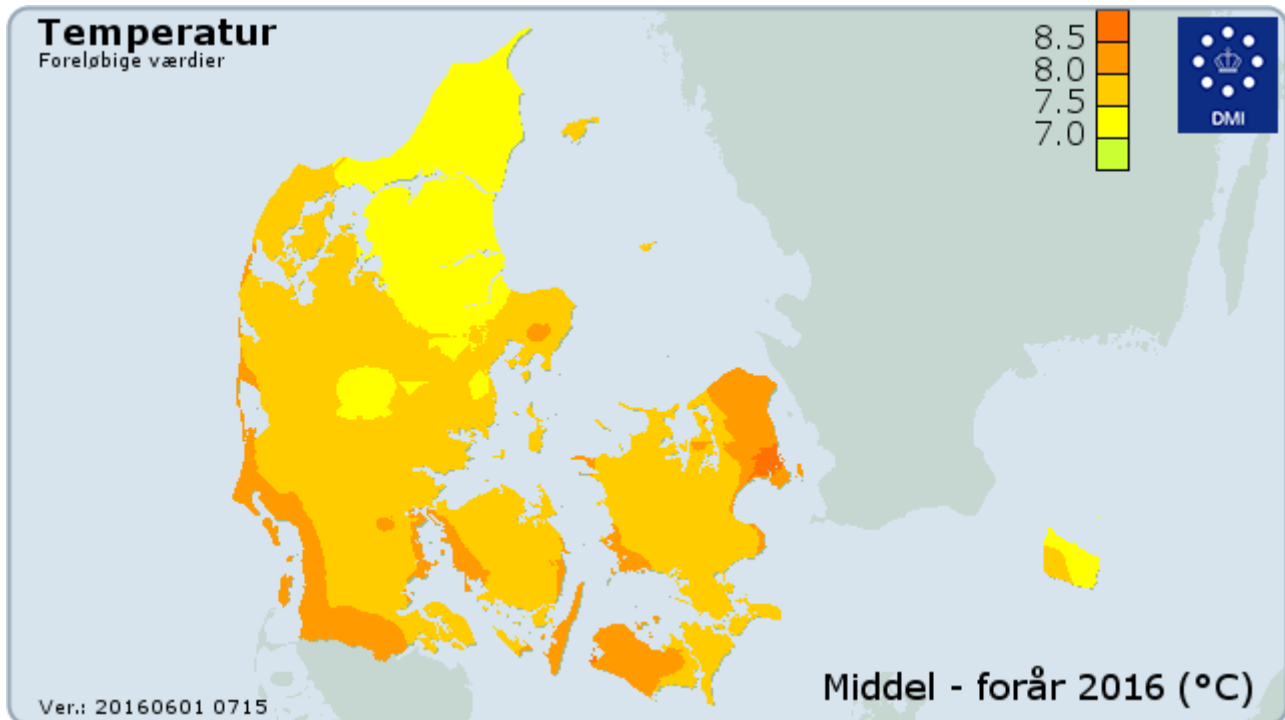 Temperatur
Foreløbige værdier
8.5
8.0
7.5
7.0
DMI
Middel - forår 2016 (°C)
Ver.: 20160601 0715